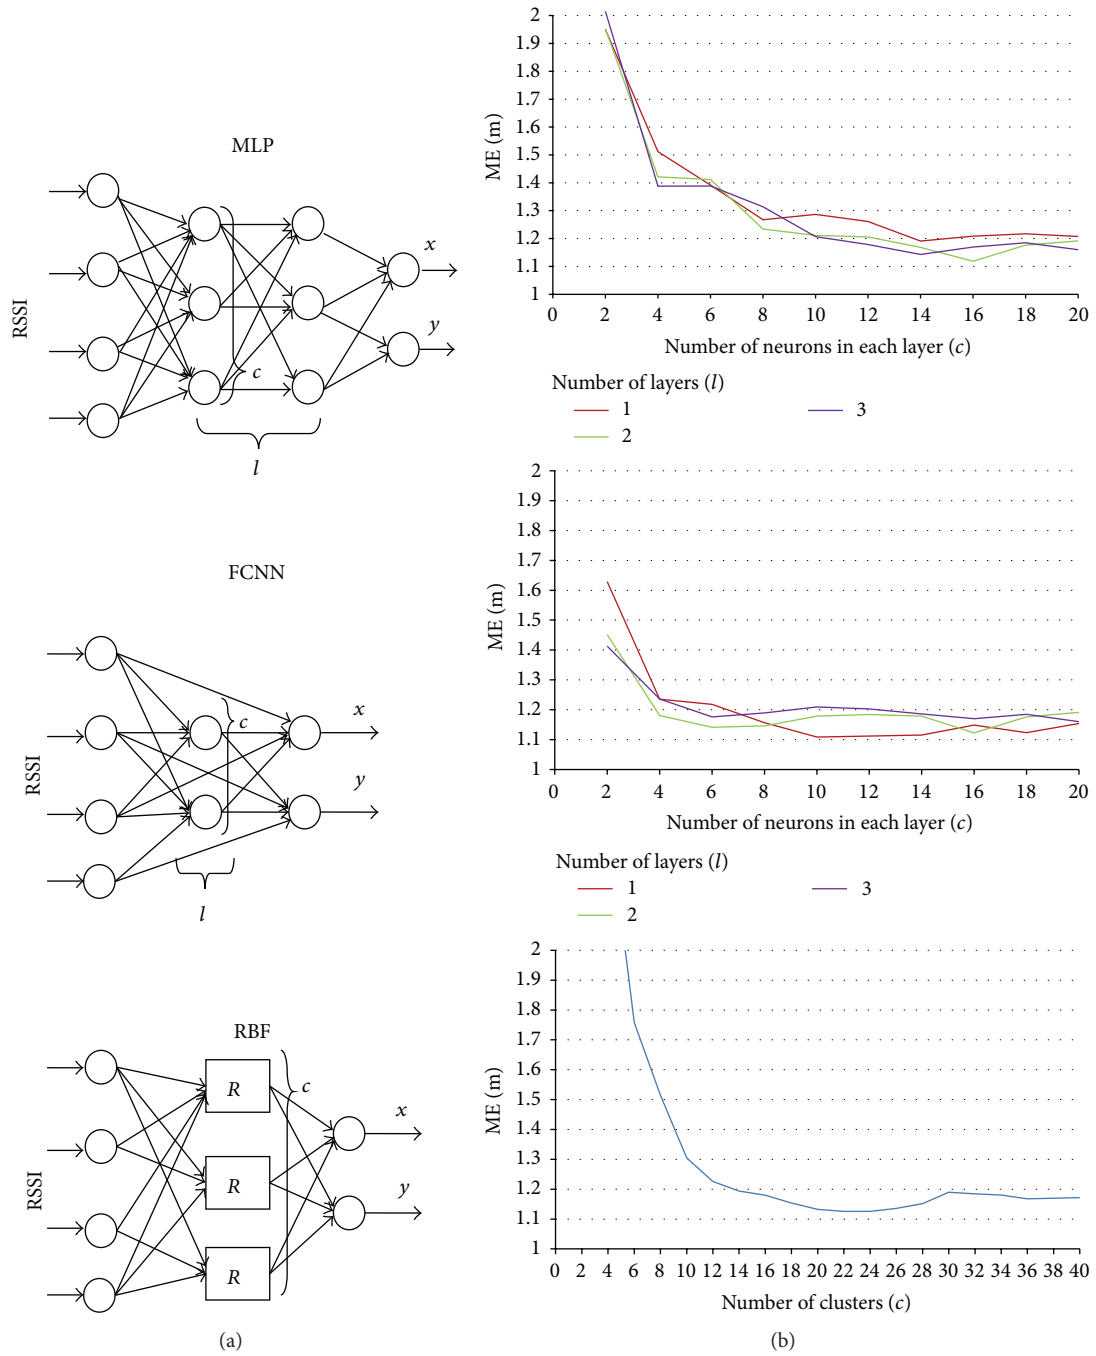 MLP
RSSI
c
l
x
y
ME (m)
2
1.9
1.8
1.7
1.6
1.5
1.4
1.3
1.2
1.1
1
0 2 4 6 8 10 12 14 16 18 20
Number of neurons in each layer (c)
Number of layers (l)
1 3
2
FCNN
RSSI
c
l
x
y
ME (m)
2
1.9
1.8
1.7
1.6
1.5
1.4
1.3
1.2
1.1
1
0 2 4 6 8 10 12 14 16 18 20
Number of neurons in each layer (c)
Number of layers (l)
1 3
2
RBF
RSSI
R
R
R
c
x
y
ME (m)
2
1.9
1.8
1.7
1.6
1.5
1.4
1.3
1.2
1.1
1
0 2 4 6 8 10 12 14 16 18 20 22 24 26 28 30 34 36 38 40
Number of clusters (c)
(a)
(b)